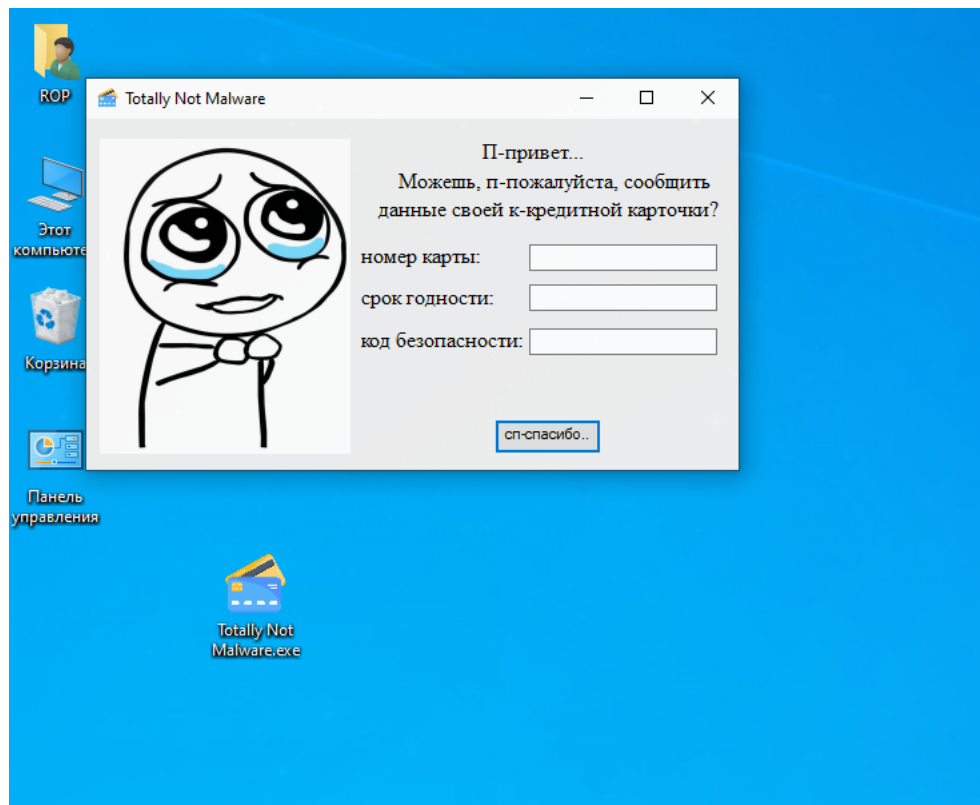 ROP
Totally Not Malware
П-привет...
Можешь, п-пожалуйста, сообщить
данные своей к-кредитной карточки?
номер карты:
срок годности:
код безопасности:
сп-спасибо..
Этот
компьюте
Корзина
Панель
управления
Totally Not
Malware.exe